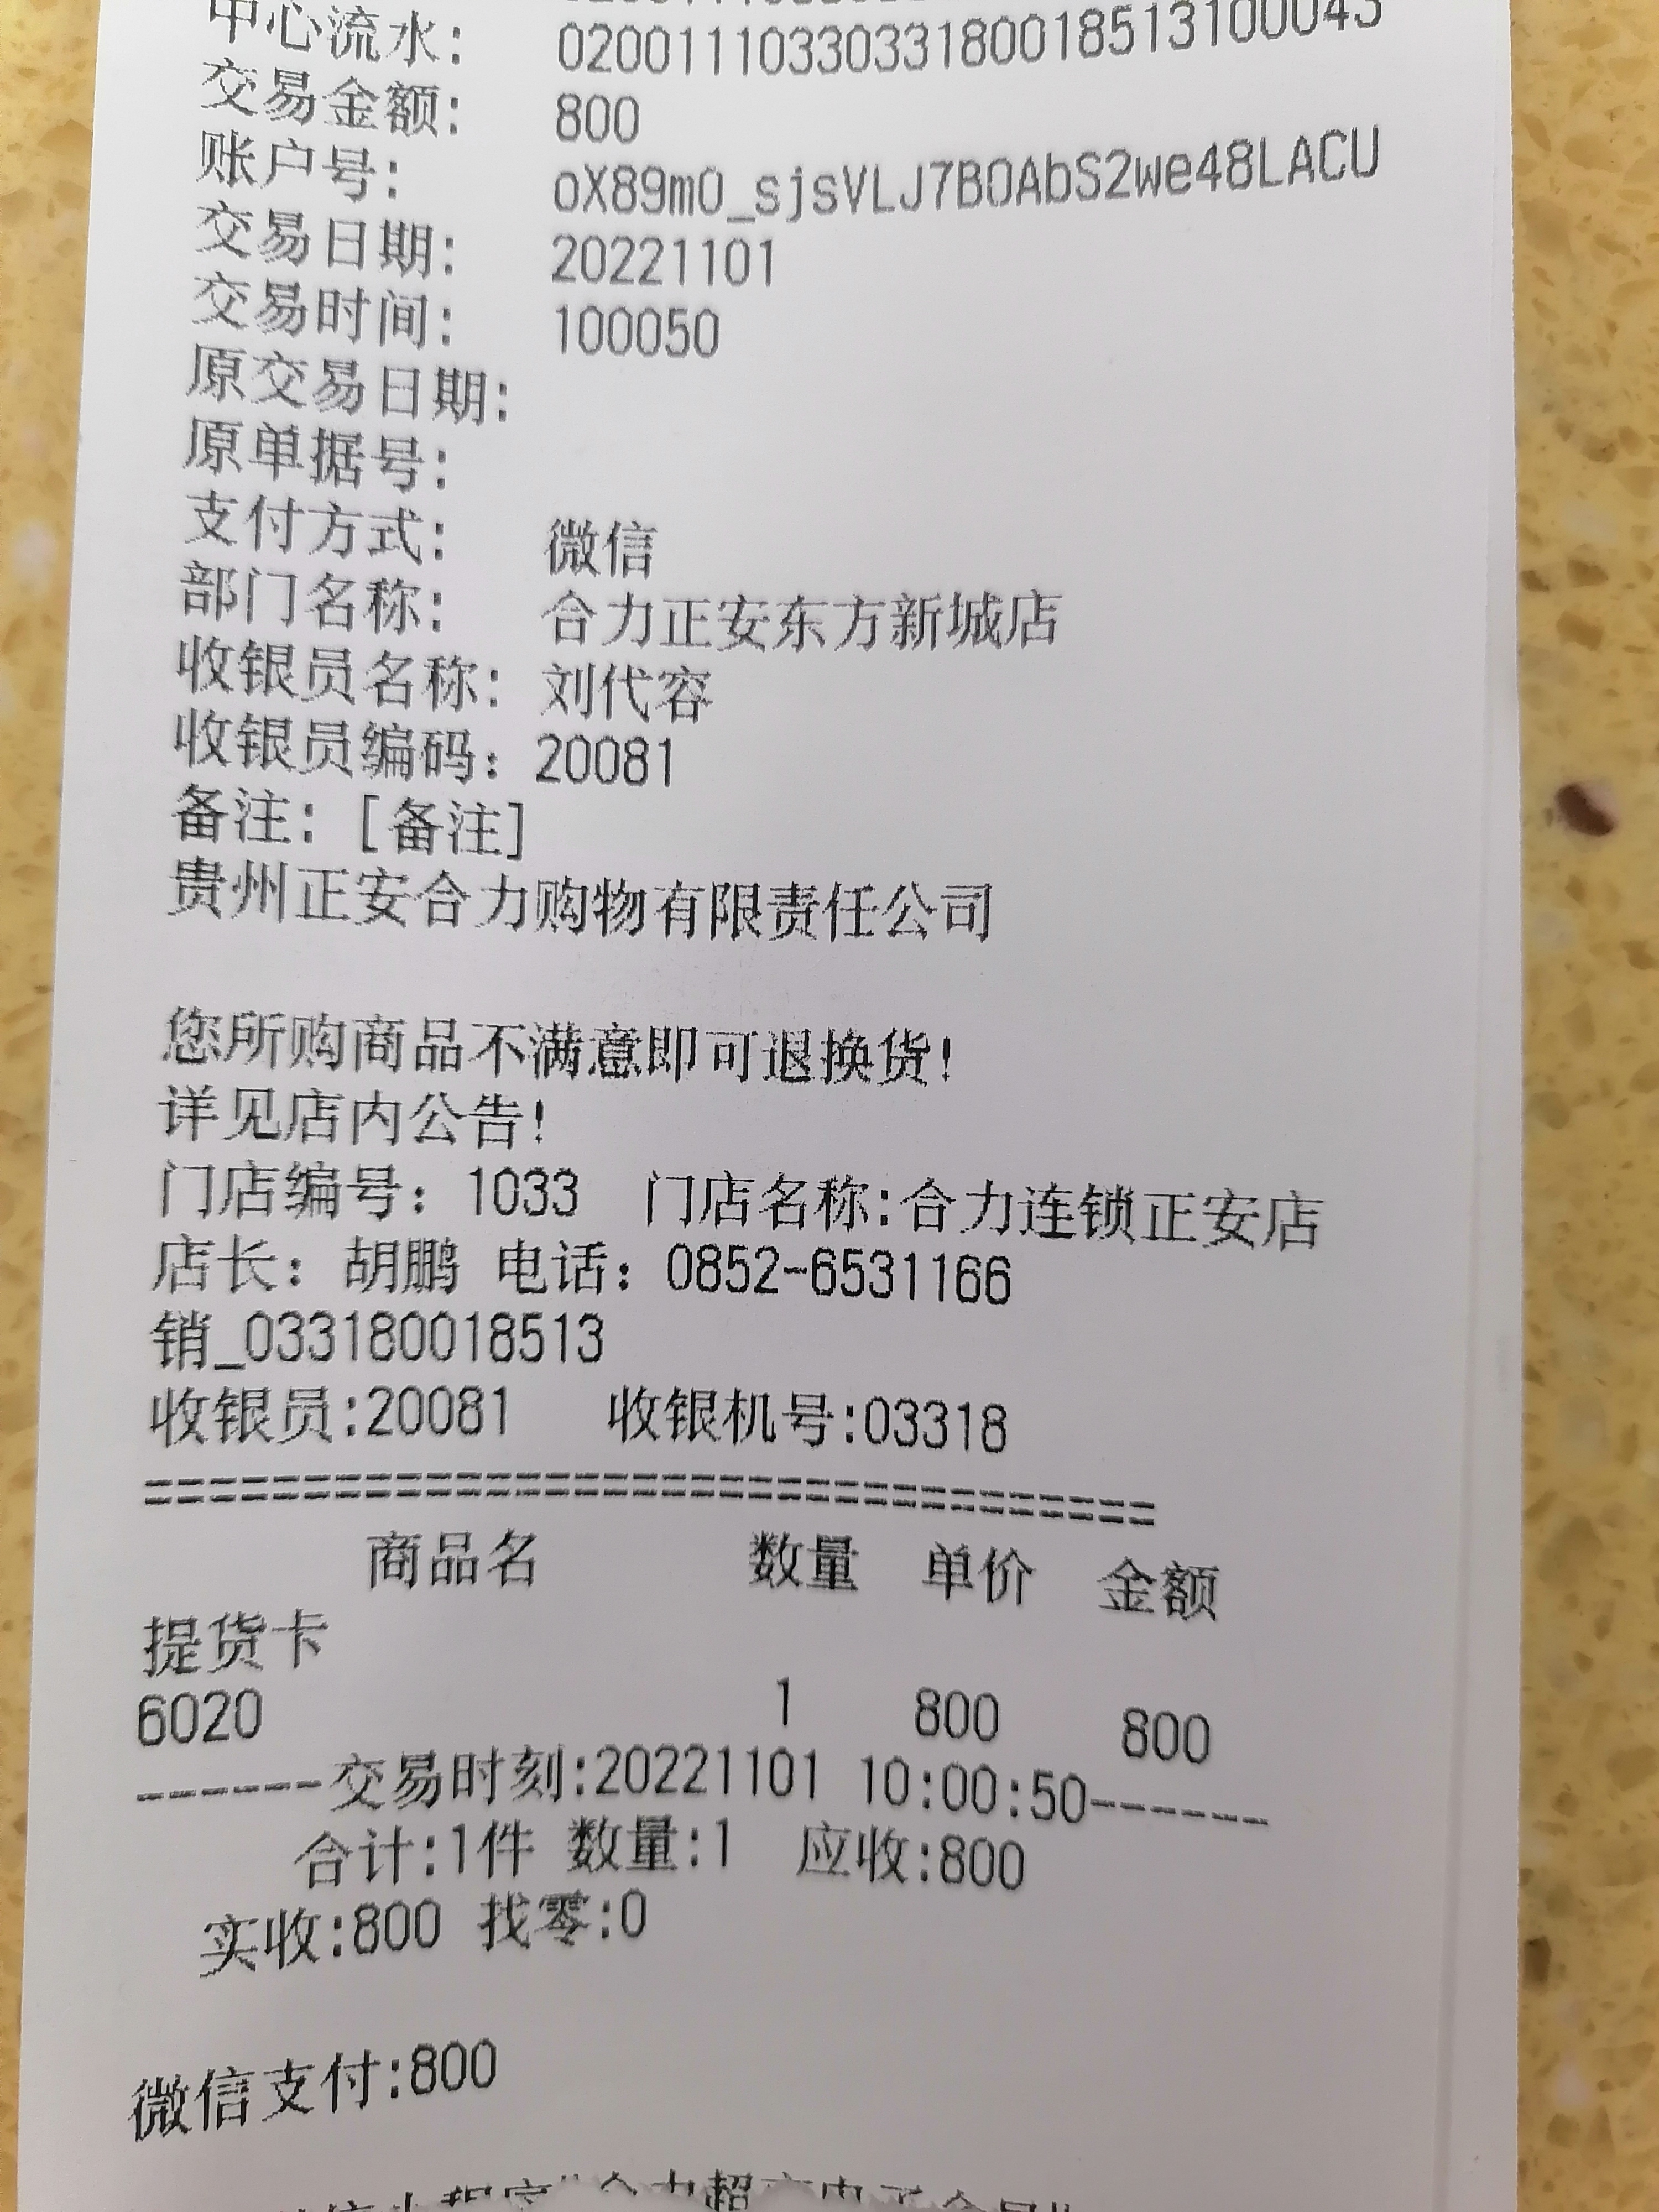 中心流水: 0200111033033180018513100043
交易金额: 800
账户号: oX89mO_sjsVLJ7B0AbS2we48LACU
交易日期: 20221101
交易时间: 100050
原交易日期:
原单据号:
支付方式: 微信
部门名称: 合力正安东方新城店
收银员名称: 刘代容
收银员编码: 20081
备注: [备注]
贵州正安合力购物有限责任公司
您所购商品不满意即可退换货!
详见店内公告!
门店编号: 1033 门店名称:合力连锁正安店
店长: 胡鹏 电话: 0852-6531166
销_033180018513
收银员:20081 收银机号:03318
==================================
商品名 数量 单价 金额
提货卡
6020 1 800 800
------交易时刻:20221101 10:00:50------
合计:1件 数量:1 应收:800
实收:800 找零:0
微信支付:800